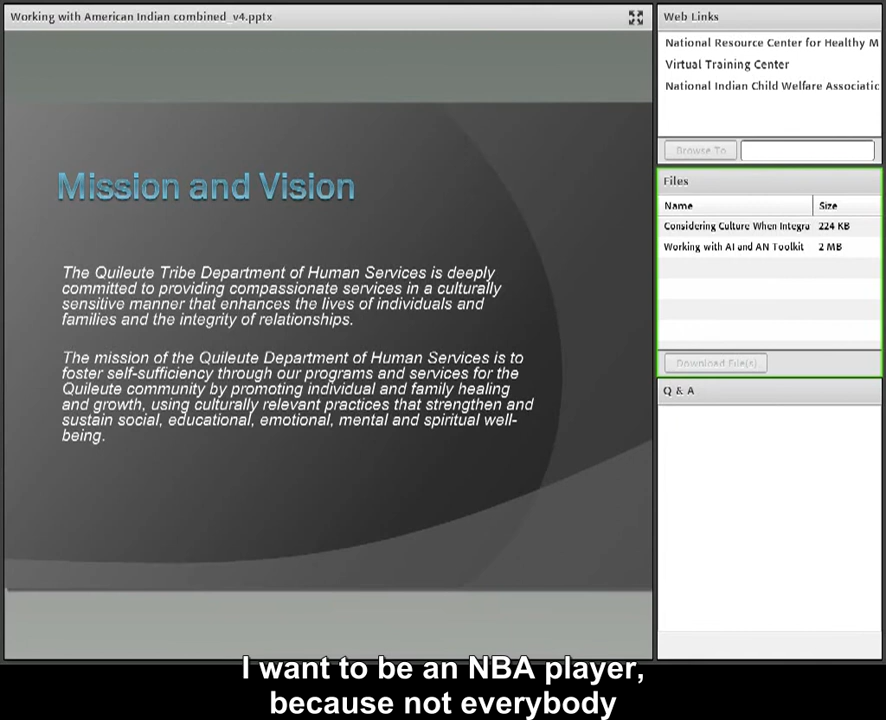 Working with American Indian combined_v4.pptx
Mission and Vision
The Quileute Tribe Department of Human Services is deeply
committed to providing compassionate services in a culturally
sensitive manner that enhances the lives of individuals and
families and the integrity of relationships.
The mission of the Quileute Department of Human Services is to
foster self-sufficiency through our programs and services for the
Quileute community by promoting individual and family healing
and growth, using culturally relevant practices that strengthen and
sustain social, educational, emotional, mental and spiritual well-
being.
Web Links
National Resource Center for Healthy M
Virtual Training Center
National Indian Child Welfare Associatic
Browse To
Files
Name Size
Considering Culture When Integra 224 KB
Working with AI and AN Toolkit 2 MB
Download File(s)
Q & A
I want to be an NBA player,
because not everybody